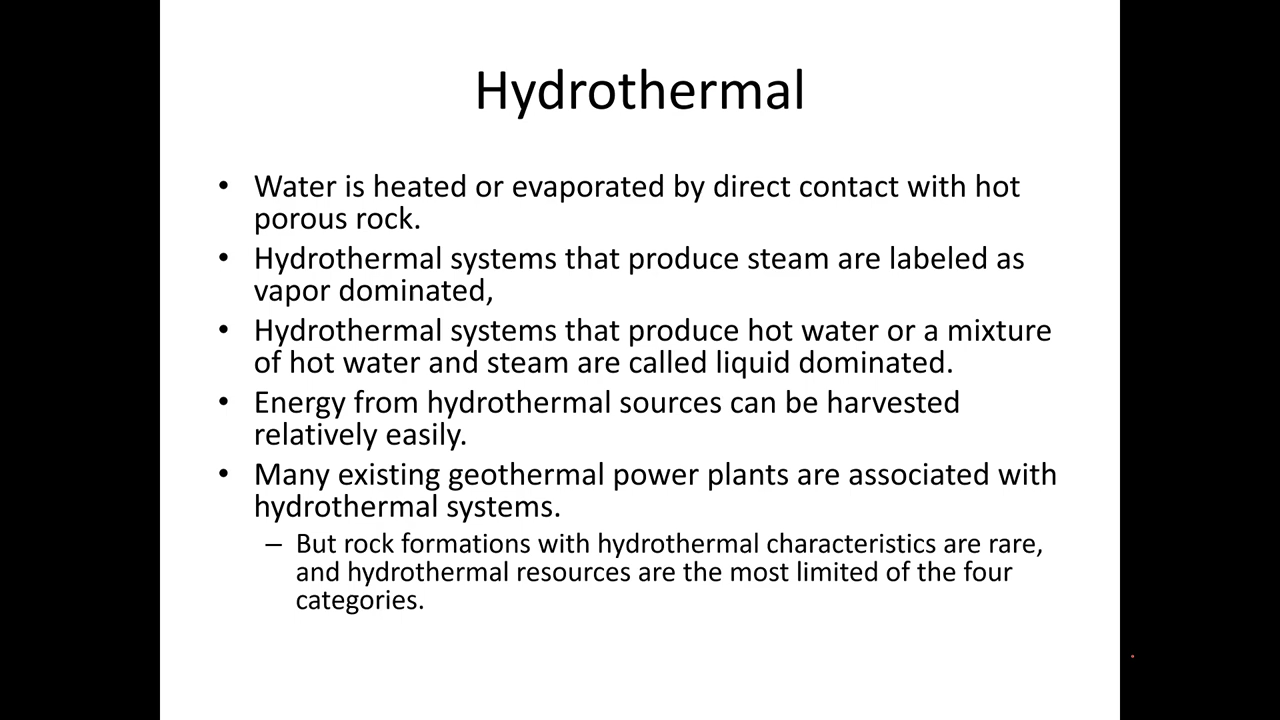 Hydrothermal
• Water is heated or evaporated by direct contact with hot
porous rock.
• Hydrothermal systems that produce steam are labeled as
vapor dominated,
• Hydrothermal systems that produce hot water or a mixture
of hot water and steam are called liquid dominated.
• Energy from hydrothermal sources can be harvested
relatively easily.
• Many existing geothermal power plants are associated with
hydrothermal systems.
– But rock formations with hydrothermal characteristics are rare,
and hydrothermal resources are the most limited of the four
categories.